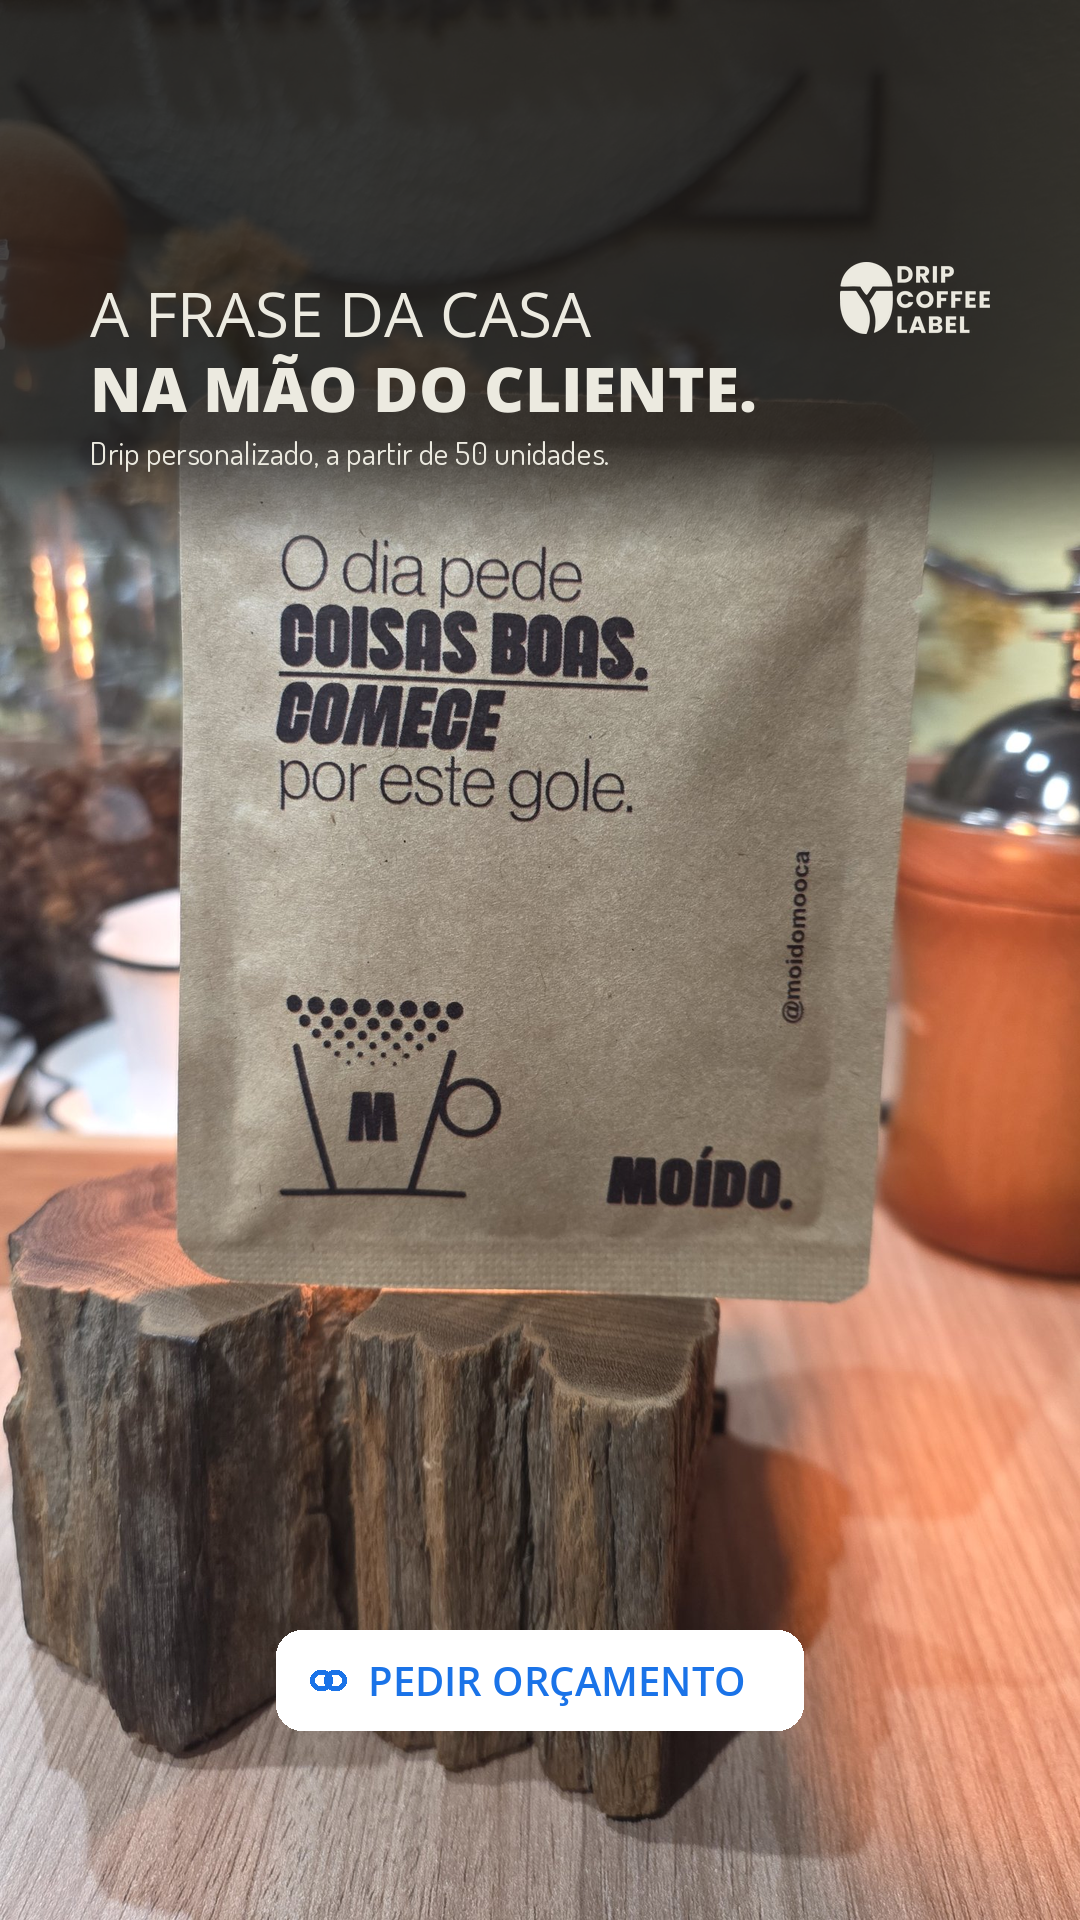 A FRASE DA CASA
NA MÃO DO CLIENTE.
Drip personalizado, a partir de 50 unidades.
DRIP
COFFEE
LABEL
O dia pede
COISAS BOAS.
COMECE
por este gole.
@moidomooca
M
MOÍDO.
PEDIR ORÇAMENTO